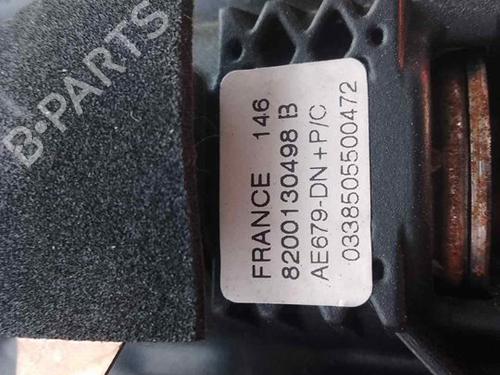 B-PARTS
FRANCE 146
8200130498 B
AE679-DN+P/C
0338505500472